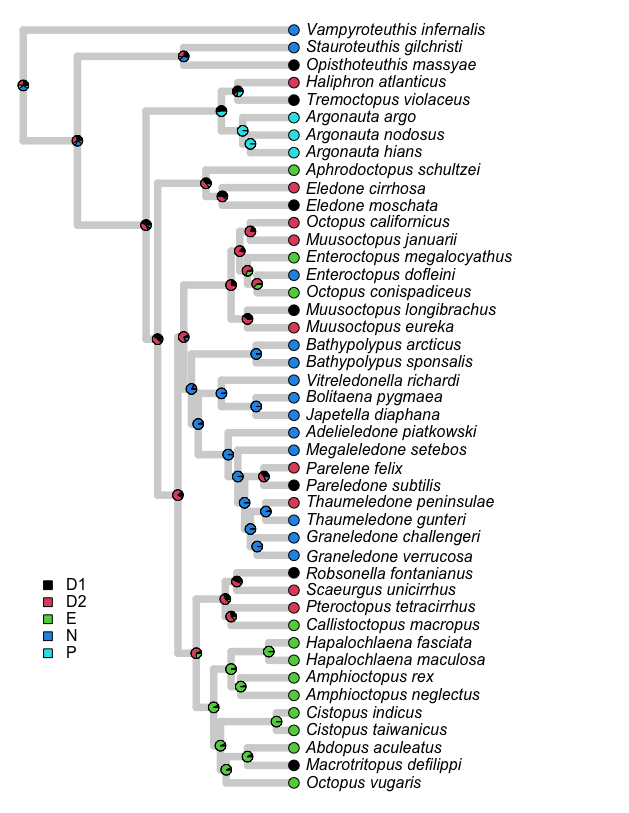 Vampyroteuthis infernalis
Stauroteuthis gilchristi
Opisthoteuthis massyae
Haliphron atlanticus
Tremoctopus violaceus
Argonauta argo
Argonauta nodosus
Argonauta hians
Aphrodoctopus schultzei
Eledone cirrhosa
Eledone moschata
Octopus californicus
Muusoctopus januarii
Enteroctopus megalocyathus
Enteroctopus dofleini
Octopus conispadiceus
Muusoctopus longibrachus
Muusoctopus eureka
Bathypolypus arcticus
Bathypolypus sponsalis
Vitreledonella richardi
Bolitaena pygmaea
Japetella diaphana
Adelieledone piatkowski
Megaleledone setebos
Parelene felix
Pareledone subtilis
Thaumeledone peninsulae
Thaumeledone gunteri
Graneledone challengeri
Graneledone verrucosa
Robsonella fontanianus
Scaeurgus unicirrhus
Pteroctopus tetracirrhus
Callistoctopus macropus
Hapalochlaena fasciata
Hapalochlaena maculosa
Amphioctopus rex
Amphioctopus neglectus
Cistopus indicus
Cistopus taiwanicus
Abdopus aculeatus
Macrotritopus defilippi
Octopus vugaris
D1
D2
E
N
P